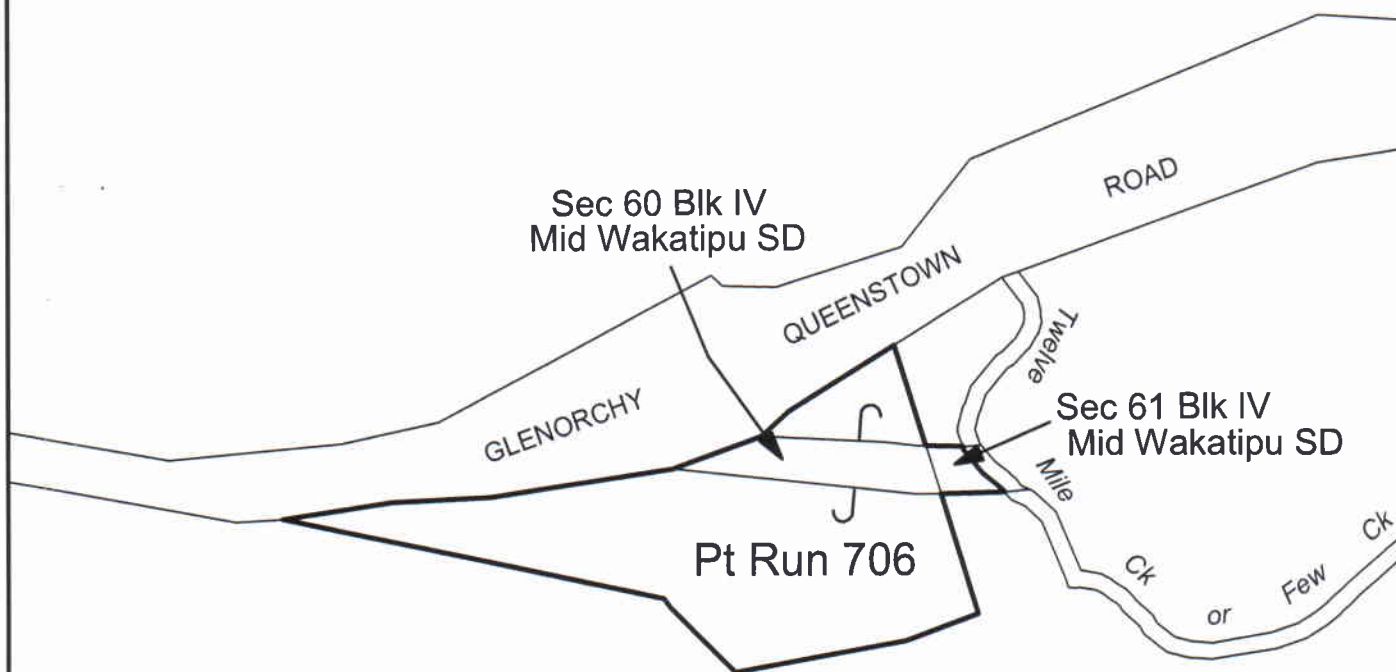 Sec 60 Blk IV
Mid Wakatipu SD
ROAD
QUEENSTOWN
GLENORCHY
Twelve
Sec 61 Blk IV
Mid Wakatipu SD
Mile
Pt Run 706
Ck
or
Few
Ck